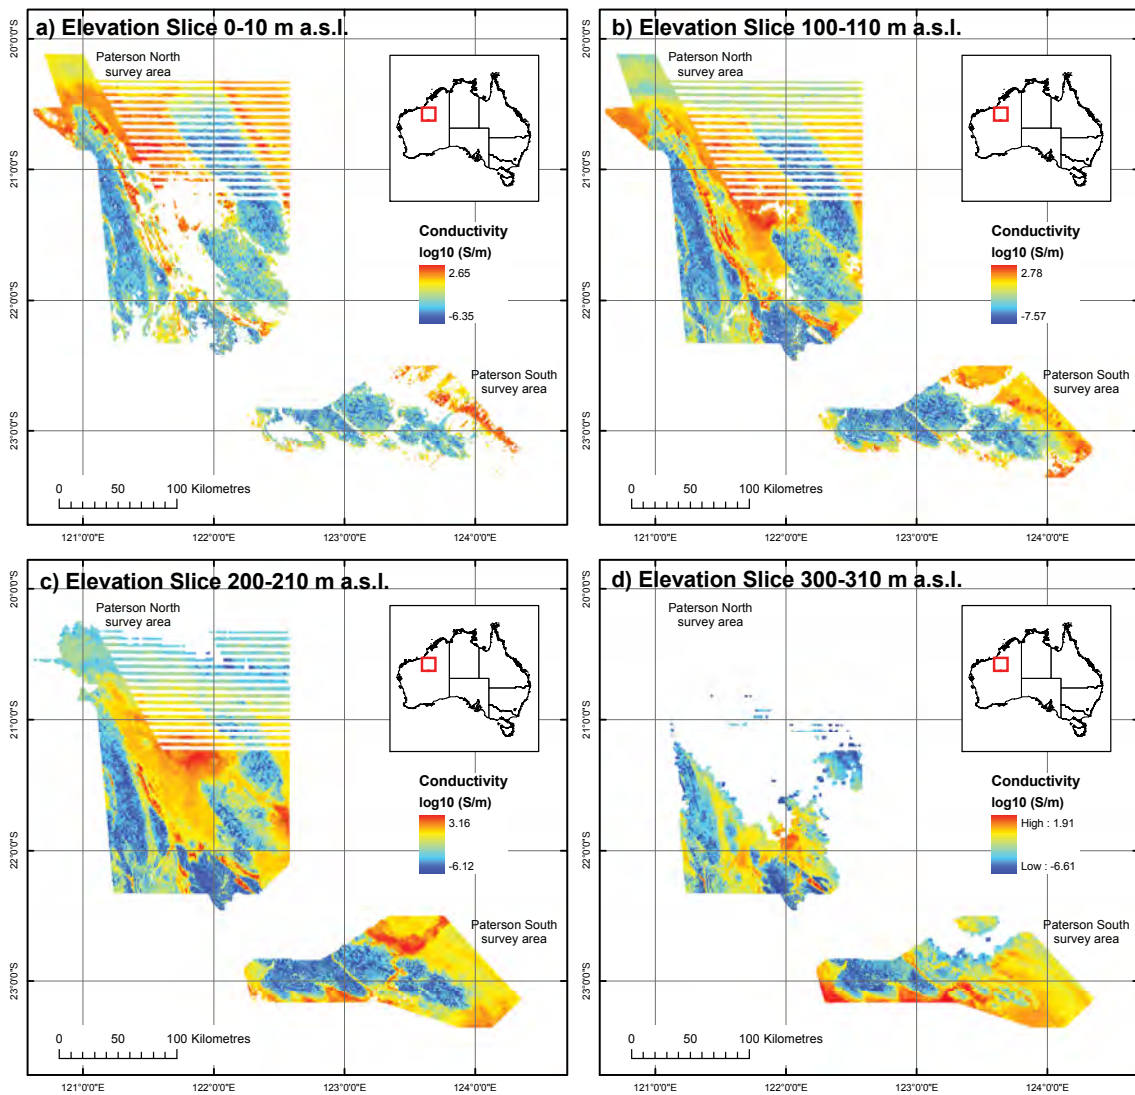 a) Elevation Slice 0-10 m a.s.l.
Paterson North
survey area
20°0'0"S
21°0'0"S
22°0'0"S
23°0'0"S
Conductivity
log10 (S/m)
2.65
-6.35
Paterson South
survey area
0 50 100 Kilometres
121°0'0"E 122°0'0"E 123°0'0"E 124°0'0"E
b) Elevation Slice 100-110 m a.s.l.
Paterson North
survey area
20°0'0"S
21°0'0"S
22°0'0"S
23°0'0"S
Conductivity
log10 (S/m)
2.78
-7.57
Paterson South
survey area
0 50 100 Kilometres
121°0'0"E 122°0'0"E 123°0'0"E 124°0'0"E
c) Elevation Slice 200-210 m a.s.l.
Paterson North
survey area
20°0'0"S
21°0'0"S
22°0'0"S
23°0'0"S
Conductivity
log10 (S/m)
3.16
-6.12
Paterson South
survey area
0 50 100 Kilometres
121°0'0"E 122°0'0"E 123°0'0"E 124°0'0"E
d) Elevation Slice 300-310 m a.s.l.
Paterson North
survey area
20°0'0"S
21°0'0"S
22°0'0"S
23°0'0"S
Conductivity
log10 (S/m)
High : 1.91
Low : -6.61
Paterson South
survey area
0 50 100 Kilometres
121°0'0"E 122°0'0"E 123°0'0"E 124°0'0"E